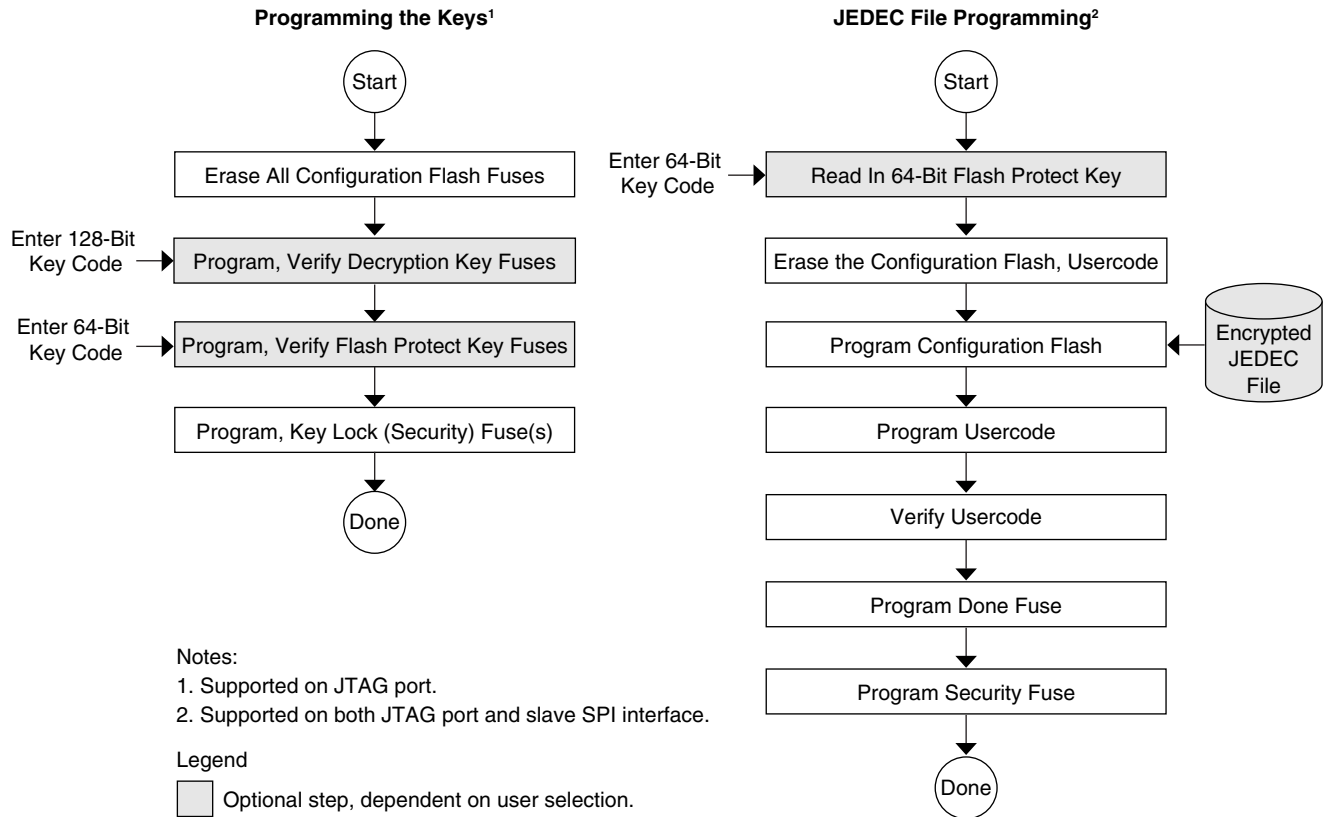 Programming the Keys¹
Start
Erase All Configuration Flash Fuses
Enter 128-Bit
Key Code
Program, Verify Decryption Key Fuses
Enter 64-Bit
Key Code
Program, Verify Flash Protect Key Fuses
Program, Key Lock (Security) Fuse(s)
Done
JEDEC File Programming²
Start
Enter 64-Bit
Key Code
Read In 64-Bit Flash Protect Key
Erase the Configuration Flash, Usercode
Program Configuration Flash
Encrypted
JEDEC
File
Program Usercode
Verify Usercode
Program Done Fuse
Program Security Fuse
Done
Notes:
1. Supported on JTAG port.
2. Supported on both JTAG port and slave SPI interface.
Legend
Optional step, dependent on user selection.